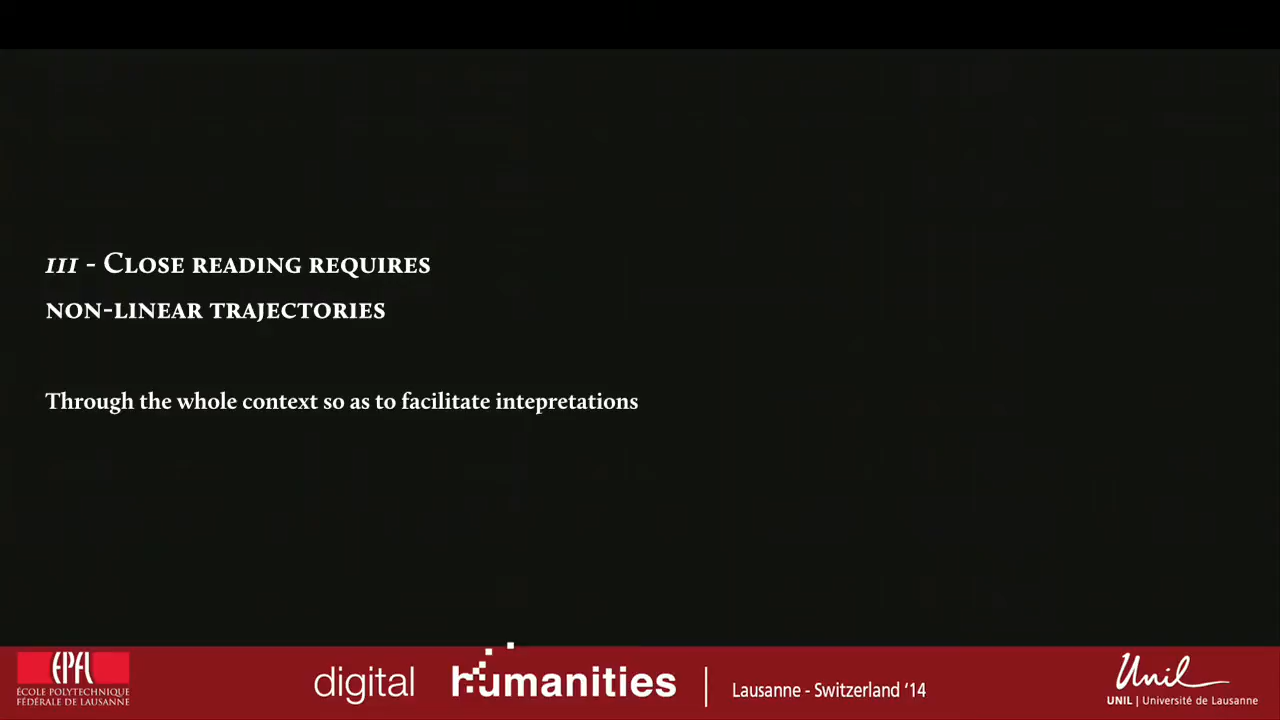 III - CLOSE READING REQUIRES
NON-LINEAR TRAJECTORIES
Through the whole context so as to facilitate intepretations
EPFL
ÉCOLE POLYTECHNIQUE
FÉDÉRALE DE LAUSANNE
digital humanities | Lausanne - Switzerland '14
Unil
UNIL | Université de Lausanne